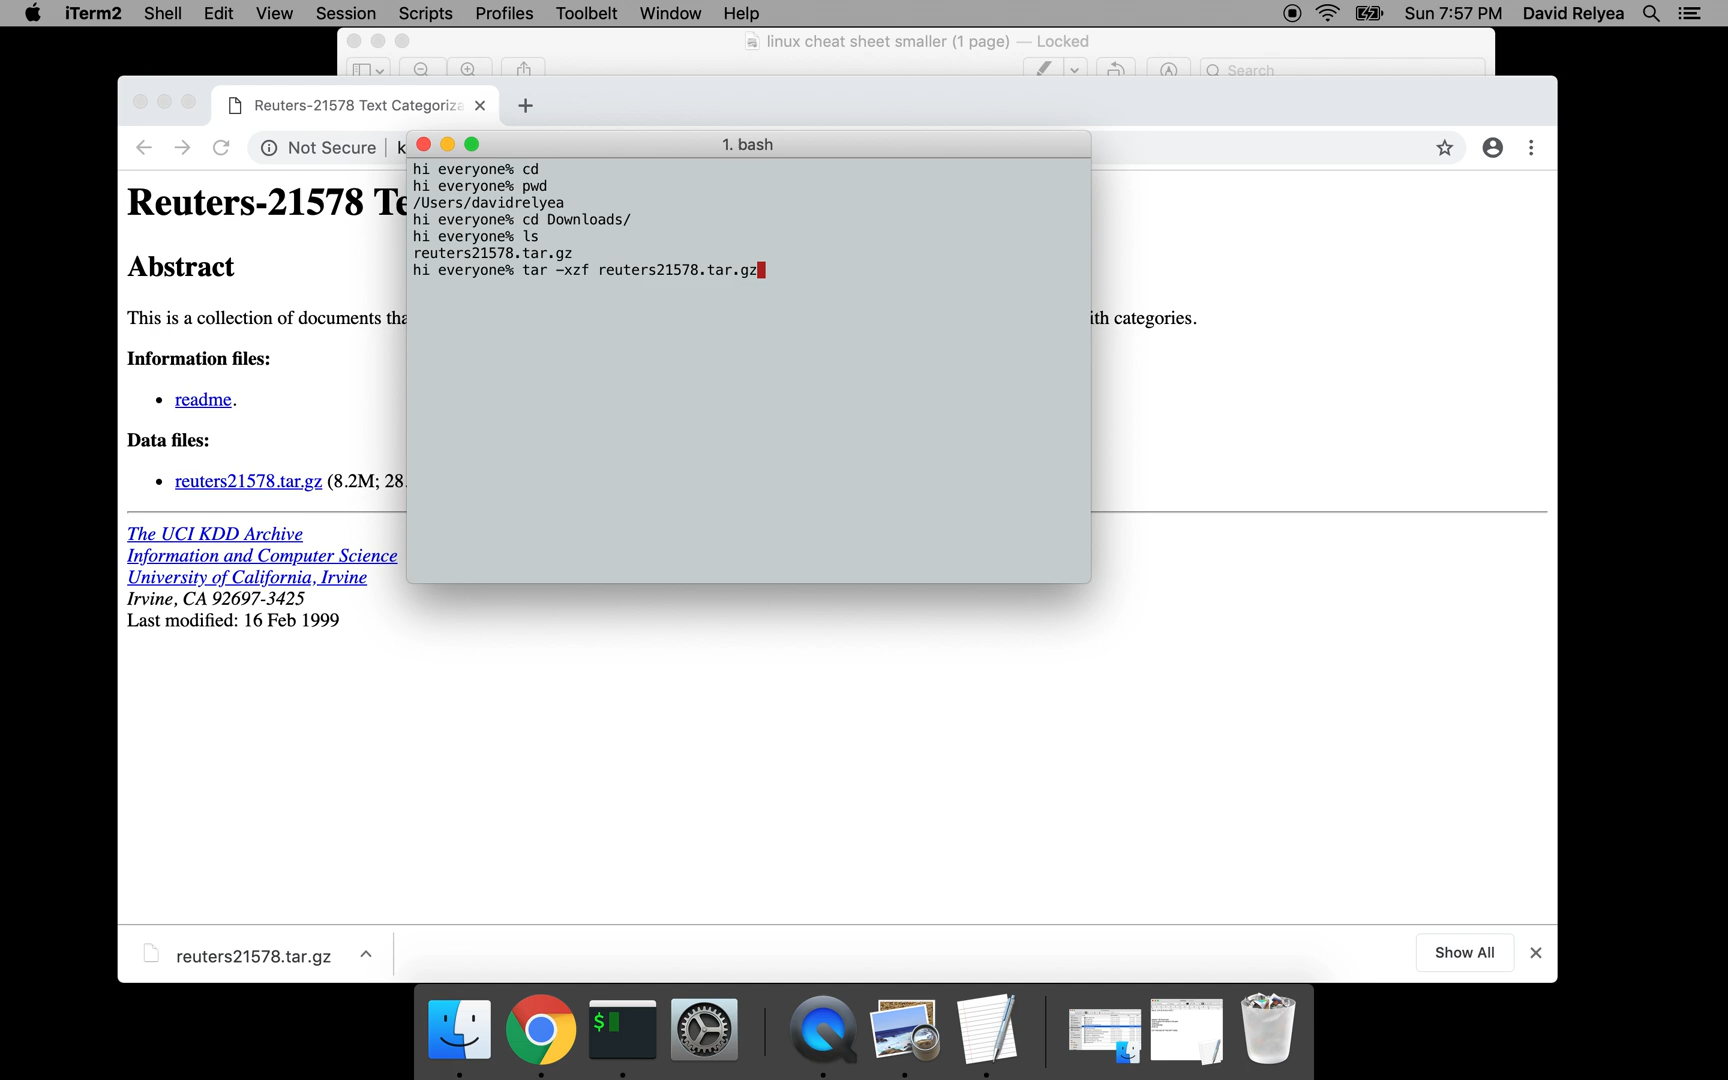 iTerm2 Shell Edit View Session Scripts Profiles Toolbelt Window Help Sun 7:57 PM David Relyea
linux cheat sheet smaller (1 page) — Locked
Search
Reuters-21578 Text Categoriza
Not Secure k
1. bash
hi everyone% cd
hi everyone% pwd
/Users/davidrelyea
hi everyone% cd Downloads/
hi everyone% ls
reuters21578.tar.gz
hi everyone% tar -xzf reuters21578.tar.gz
Reuters-21578 Te
Abstract
This is a collection of documents tha
ith categories.
Information files:
readme.
Data files:
reuters21578.tar.gz (8.2M; 28.
The UCI KDD Archive
Information and Computer Science
University of California, Irvine
Irvine, CA 92697-3425
Last modified: 16 Feb 1999
reuters21578.tar.gz
Show All
$